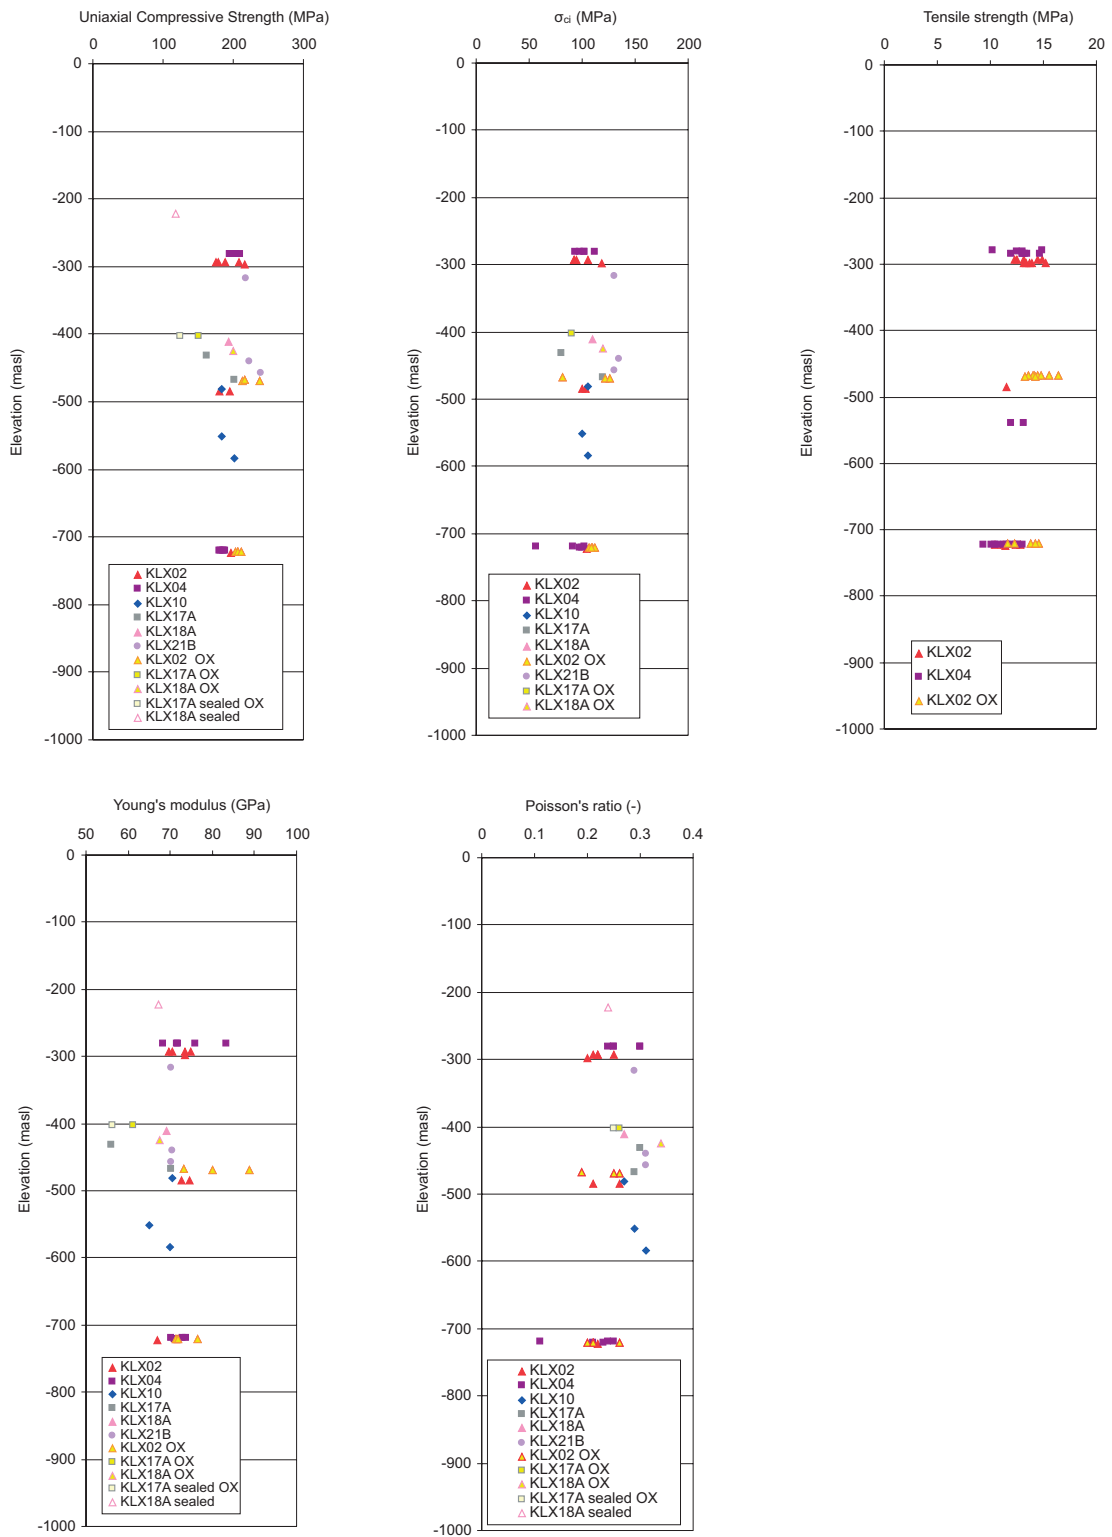 Uniaxial Compressive Strength (MPa)
0 100 200 300
0
-100
-200
-300
-400
-500
-600
-700
-800
-900
-1000
Elevation (masl)
KLX02
KLX04
KLX10
KLX17A
KLX18A
KLX21B
KLX02 OX
KLX17A OX
KLX18A OX
KLX17A sealed OX
KLX18A sealed
σci (MPa)
0 50 100 150 200
0
-100
-200
-300
-400
-500
-600
-700
-800
-900
-1000
Elevation (masl)
KLX02
KLX04
KLX10
KLX17A
KLX18A
KLX02 OX
KLX21B
KLX17A OX
KLX18A OX
Tensile strength (MPa)
0 5 10 15 20
0
-100
-200
-300
-400
-500
-600
-700
-800
-900
-1000
Elevation (masl)
KLX02
KLX04
KLX02 OX
Young's modulus (GPa)
50 60 70 80 90 100
0
-100
-200
-300
-400
-500
-600
-700
-800
-900
-1000
Elevation (masl)
KLX02
KLX04
KLX10
KLX17A
KLX18A
KLX21B
KLX02 OX
KLX17A OX
KLX18A OX
KLX17A sealed OX
KLX18A sealed
Poisson's ratio (-)
0 0.1 0.2 0.3 0.4
0
-100
-200
-300
-400
-500
-600
-700
-800
-900
-1000
Elevation (masl)
KLX02
KLX04
KLX10
KLX17A
KLX18A
KLX21B
KLX02 OX
KLX17A OX
KLX18A OX
KLX17A sealed OX
KLX18A sealed